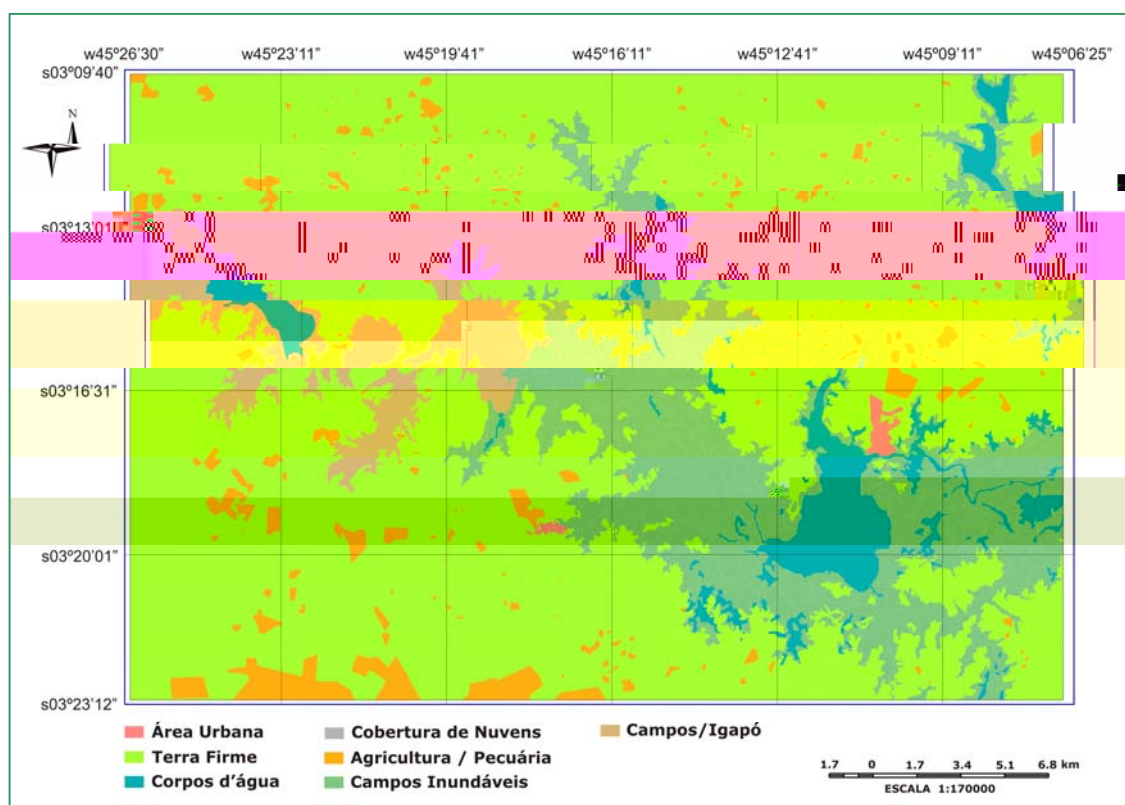 w45º26'30" w45º23'11" w45º19'41" w45º16'11" w45º12'41" w45º09'11" w45º06'25"
s03º09'40"
N
s03º13'01"
s03º16'31"
s03º20'01"
s03º23'12"
Área Urbana Cobertura de Nuvens Campos/Igapó
Terra Firme Agricultura / Pecuária
Corpos d'água Campos Inundáveis
1.7 0 1.7 3.4 5.1 6.8 km
ESCALA 1:170000